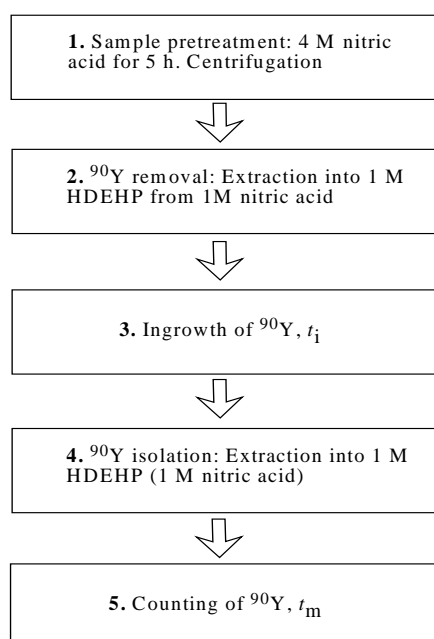 1. Sample pretreatment: 4 M nitric
acid for 5 h. Centrifugation
2. ⁹⁰Y removal: Extraction into 1 M
HDEHP from 1M nitric acid
3. Ingrowth of ⁹⁰Y, tᵢ
4. ⁹⁰Y isolation: Extraction into 1 M
HDEHP (1 M nitric acid)
5. Counting of ⁹⁰Y, tₘ